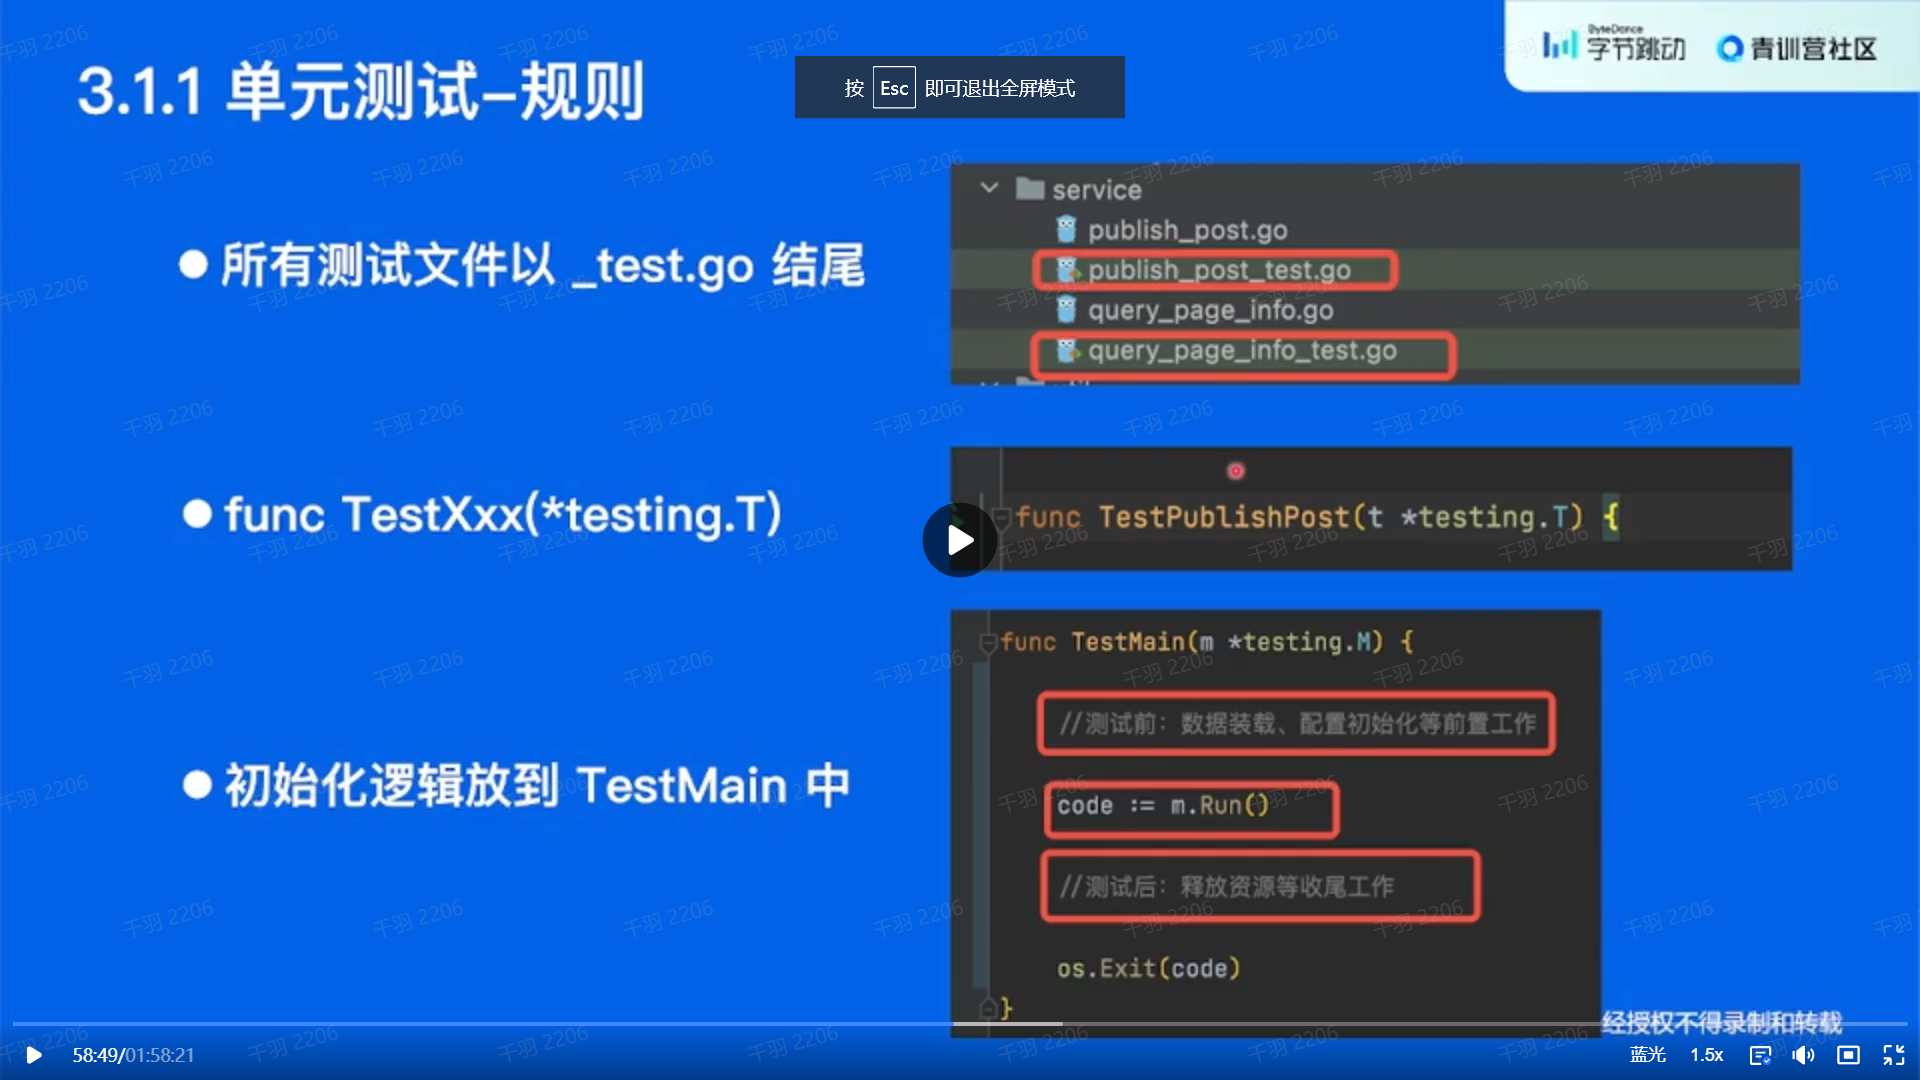 3.1.1 单元测试-规则
按 Esc 即可退出全屏模式
ByteDance
字节跳动
青训营社区
所有测试文件以 _test.go 结尾
service
publish_post.go
publish_post_test.go
query_page_info.go
query_page_info_test.go
func TestXxx(*testing.T)
func TestPublishPost(t *testing.T) {
初始化逻辑放到 TestMain 中
func TestMain(m *testing.M) {
//测试前：数据装载、配置初始化等前置工作
code := m.Run()
//测试后：释放资源等收尾工作
os.Exit(code)
}
经授权不得录制和转载
58:49/01:58:21
蓝光 1.5x
千羽 2206